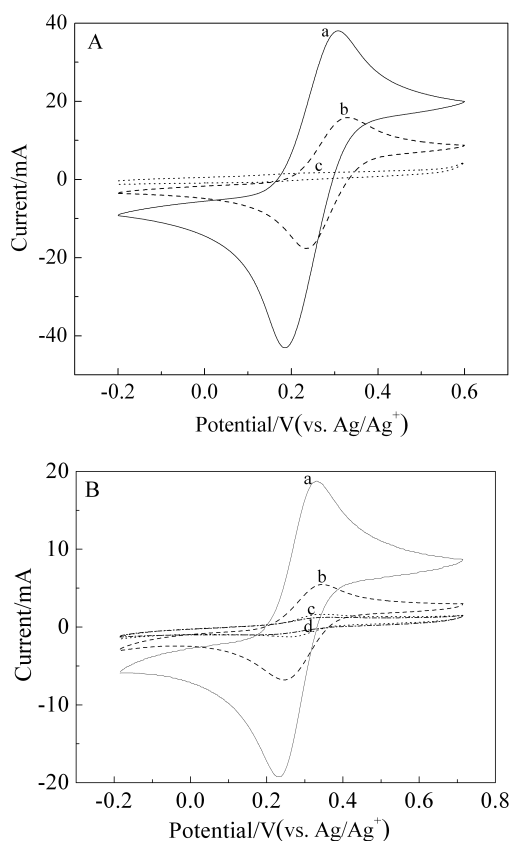 A
a
b
c
40
20
0
-20
-40
Current/mA
-0.2 0.0 0.2 0.4 0.6
Potential/V(vs. Ag/Ag+)
B
a
b
c
d
20
10
0
-10
-20
Current/mA
-0.2 0.0 0.2 0.4 0.6 0.8
Potential/V(vs. Ag/Ag+)